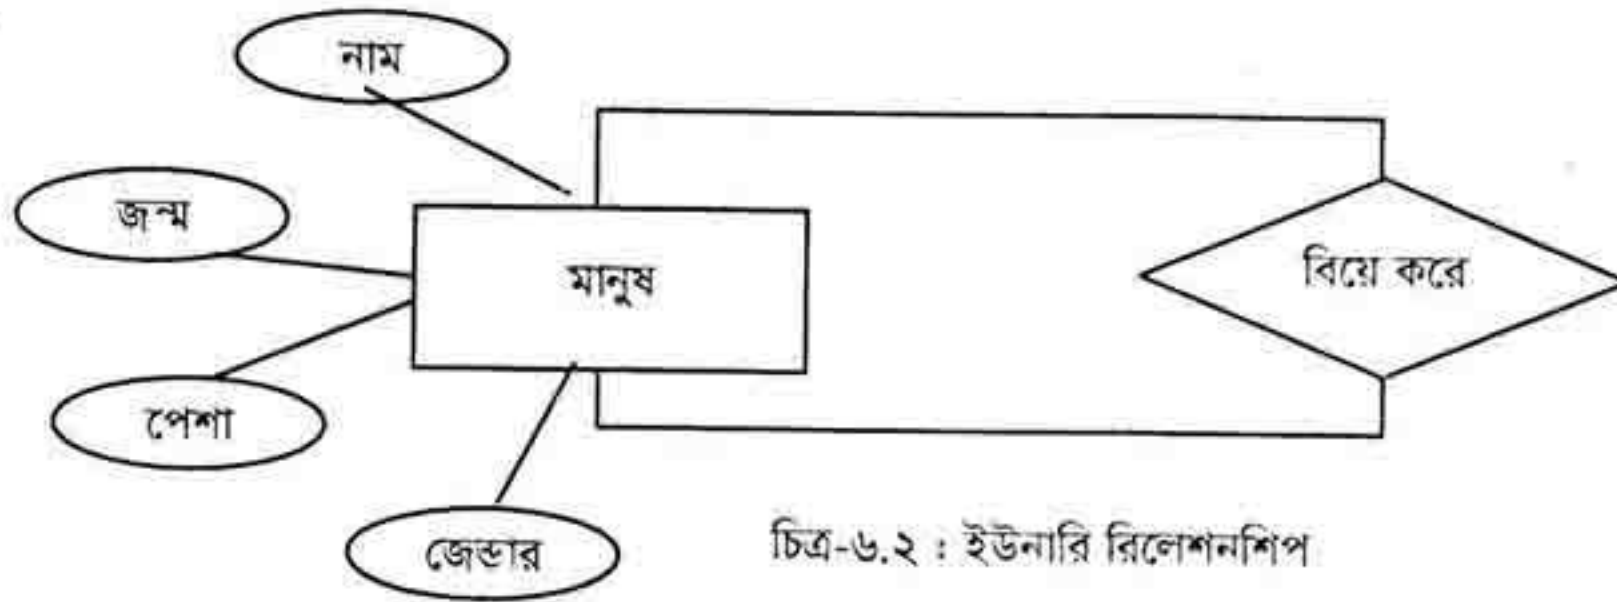 নাম
জন্ম
মানুষ
বিয়ে করে
পেশা
জেন্ডার
চিত্র-৬.২ : ইউনারি রিলেশনশিপ